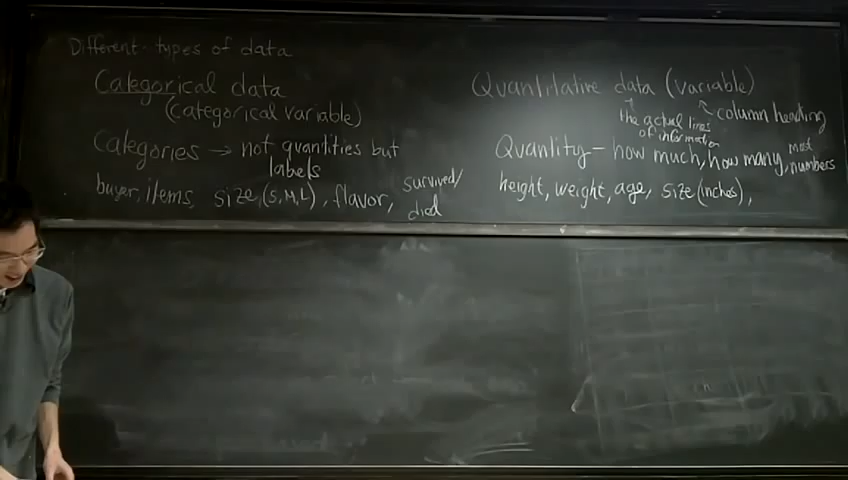 Different types of data
Categorical data
(categorical variable)
Categories → not quantities but
labels
buyer, items, size, (S, M, L), flavor, survived/
died
Quantitative data (variable)
the actual lines
of information
column heading
Quantity - how much, how many, most
numbers
height, weight, age, size (inches),